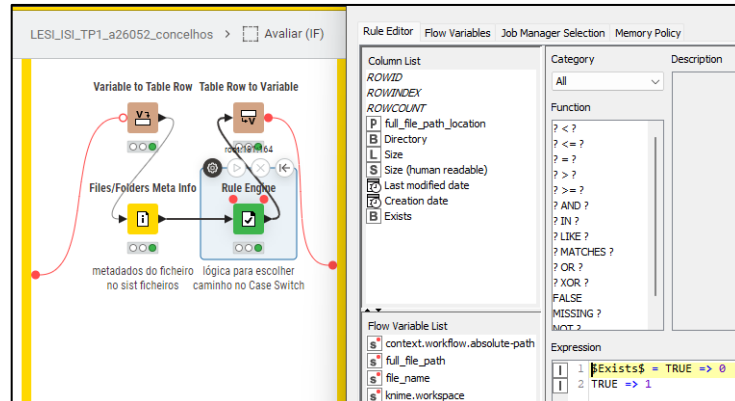 LESI_ISI_TP1_a26052_concelhos > Avaliar (IF)
Variable to Table Row
Table Row to Variable
Files/Folders Meta Info
Rule Engine
metadados do ficheiro
no sist ficheiros
lógica para escolher
caminho no Case Switch
Rule Editor Flow Variables Job Manager Selection Memory Policy
Column List
ROWID
ROWINDEX
ROWCOUNT
P full_file_path_location
B Directory
L Size
S Size (human readable)
Last modified date
Creation date
B Exists
Flow Variable List
s context.workflow.absolute-path
s full_file_path
s file_name
s knime.workspace
Category
All
Function
? < ?
? <= ?
? = ?
? > ?
? >= ?
? AND ?
? IN ?
? LIKE ?
? MATCHES ?
? OR ?
? XOR ?
FALSE
MISSING ?
NOT ?
Description
Expression
1 $Exists$ = TRUE => 0
2 TRUE => 1